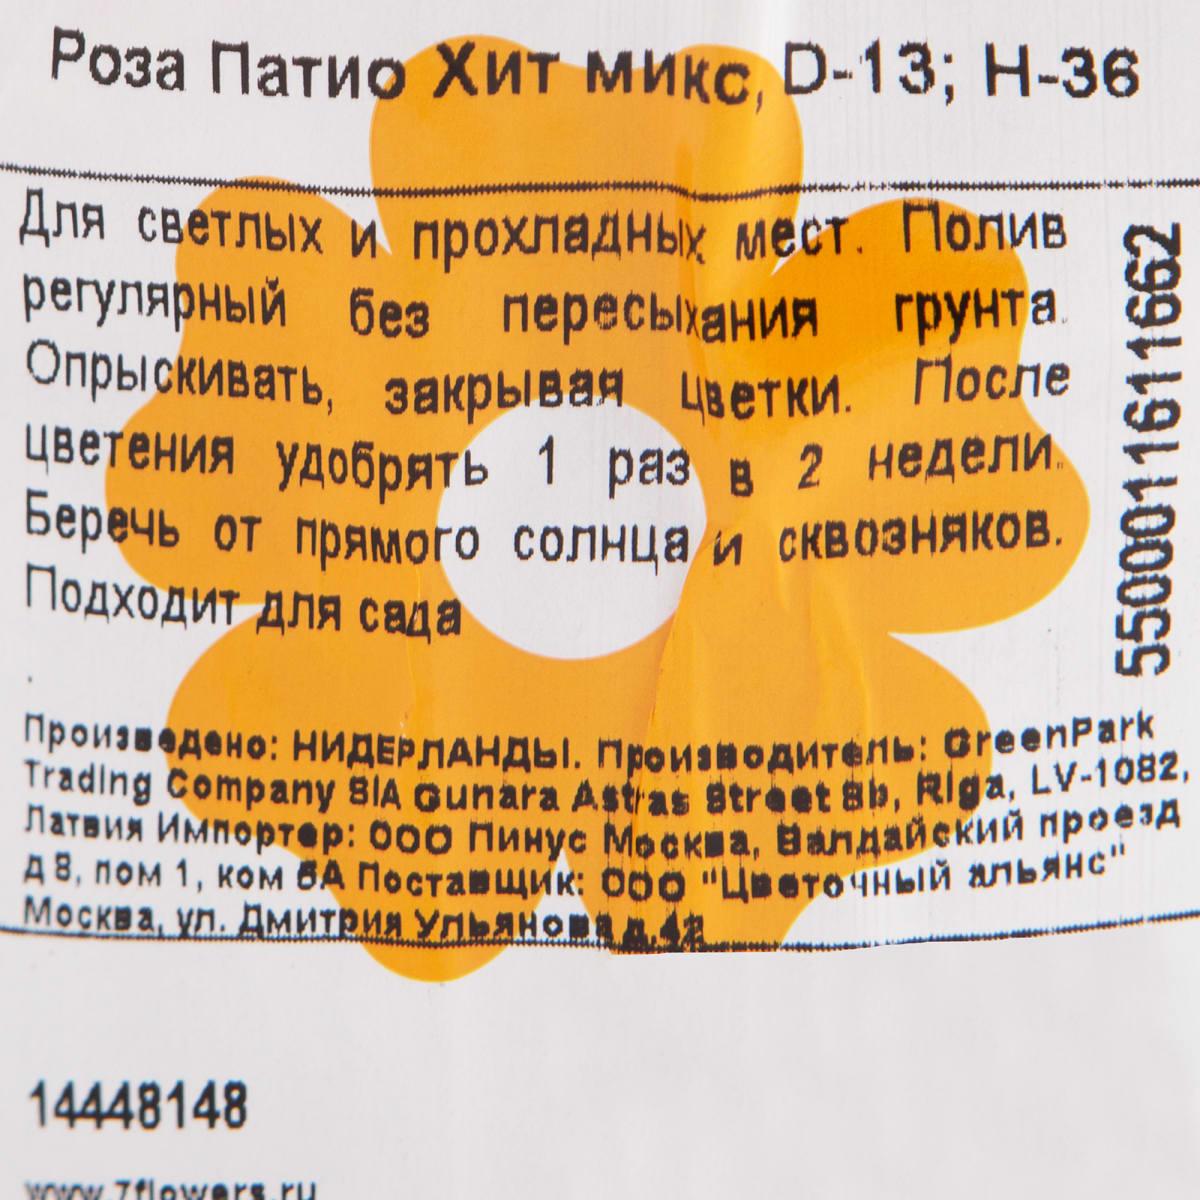 Роза Патио Хит микс, D-13; H-36
Для светлых и прохладных мест. Полив
регулярный без пересыхания грунта.
Опрыскивать, закрывая цветки. После
цветения удобрять 1 раз в 2 недели.
Беречь от прямого солнца и сквозняков.
Подходит для сада
.
Произведено: НИДЕРЛАНДЫ. Производитель: GreenPark
Trading Company SIA Gunara Astras Street 8b, Riga, LV-1082,
Латвия Импортер: ООО Пинус Москва, Валдайский проезд
д 8, пом 1, ком 6А Поставщик: ООО "Цветочный альянс"
Москва, ул. Дмитрия Ульянова д.42
5500011611662
14448148
www.7flowers.ru